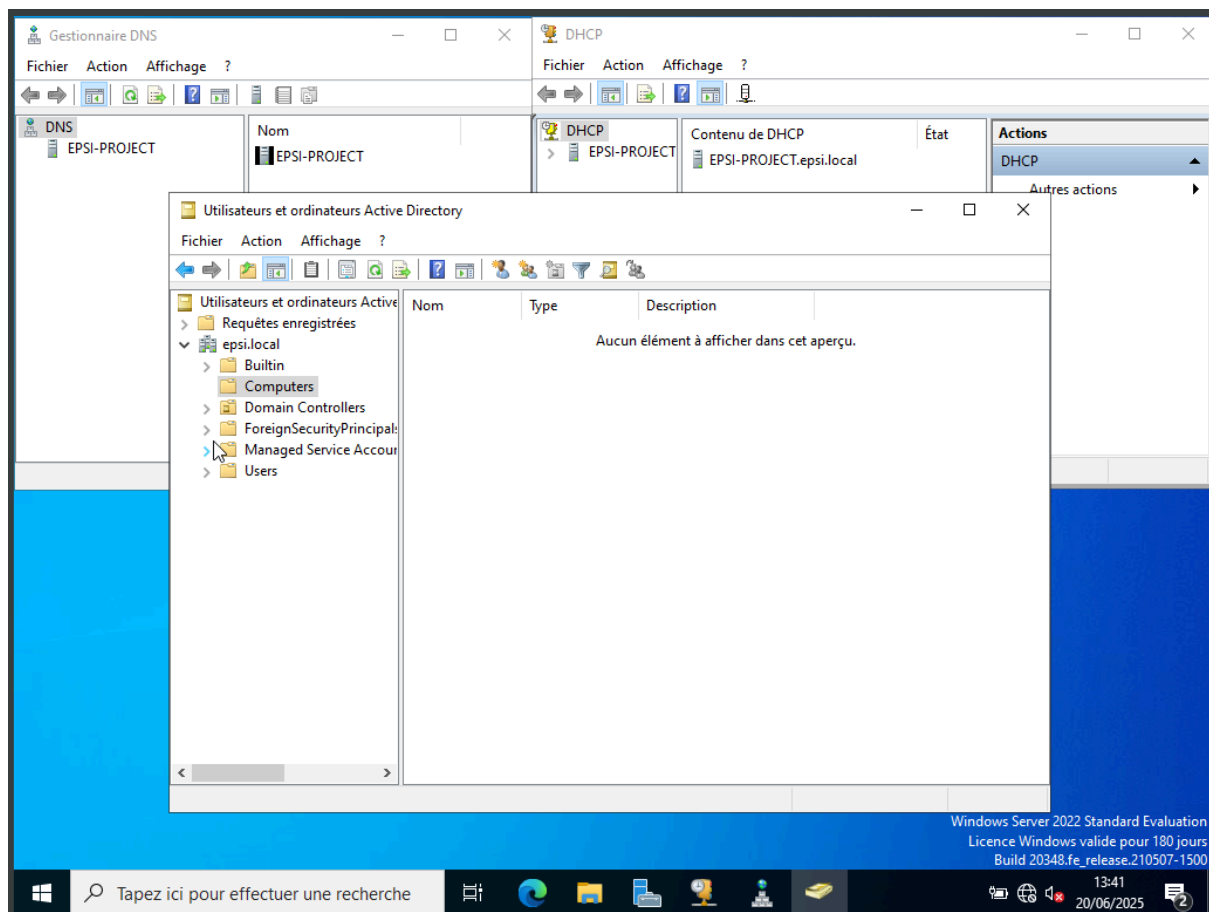 Gestionnaire DNS
Fichier Action Affichage ?
DNS
EPSI-PROJECT
Nom
EPSI-PROJECT
DHCP
Fichier Action Affichage ?
DHCP
EPSI-PROJECT
Contenu de DHCP État
EPSI-PROJECT.epsi.local
Actions
DHCP
Autres actions
Utilisateurs et ordinateurs Active Directory
Fichier Action Affichage ?
Utilisateurs et ordinateurs Active
Requêtes enregistrées
epsi.local
Builtin
Computers
Domain Controllers
ForeignSecurityPrincipals
Managed Service Accour
Users
Nom Type Description
Aucun élément à afficher dans cet aperçu.
Windows Server 2022 Standard Evaluation
Licence Windows valide pour 180 jours
Build 20348.fe_release.210507-1500
Tapez ici pour effectuer une recherche
13:41
20/06/2025
2